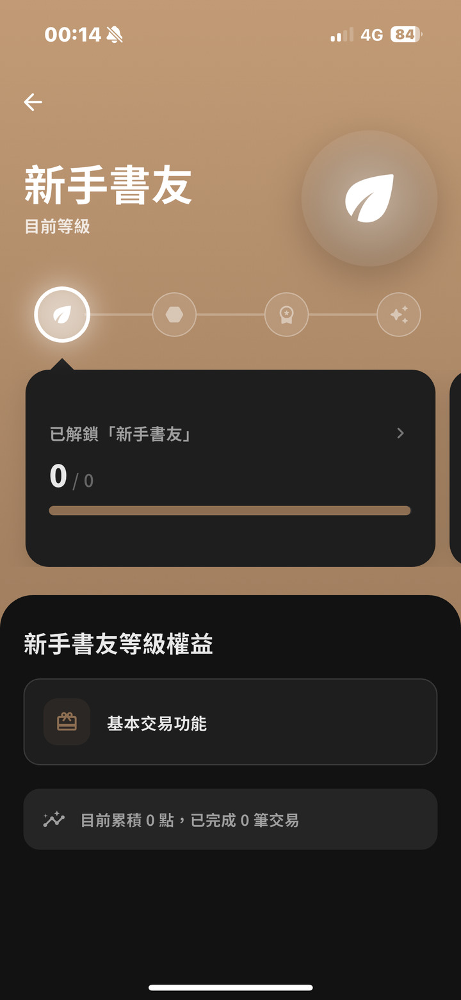 00:14
4G
84
新手書友
目前等級
已解鎖「新手書友」
0 / 0
新手書友等級權益
基本交易功能
目前累積 0 點，已完成 0 筆交易